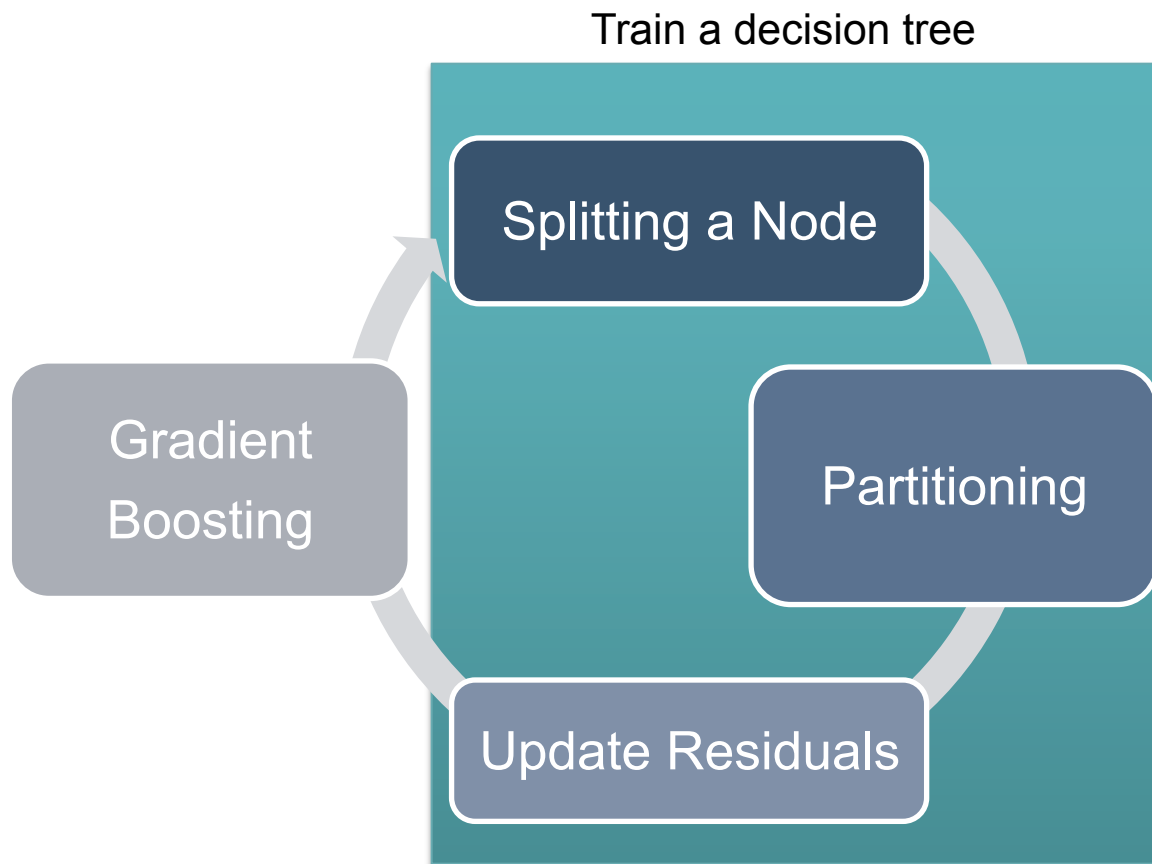 Train a decision tree
Splitting a Node
Gradient
Boosting
Partitioning
Update Residuals